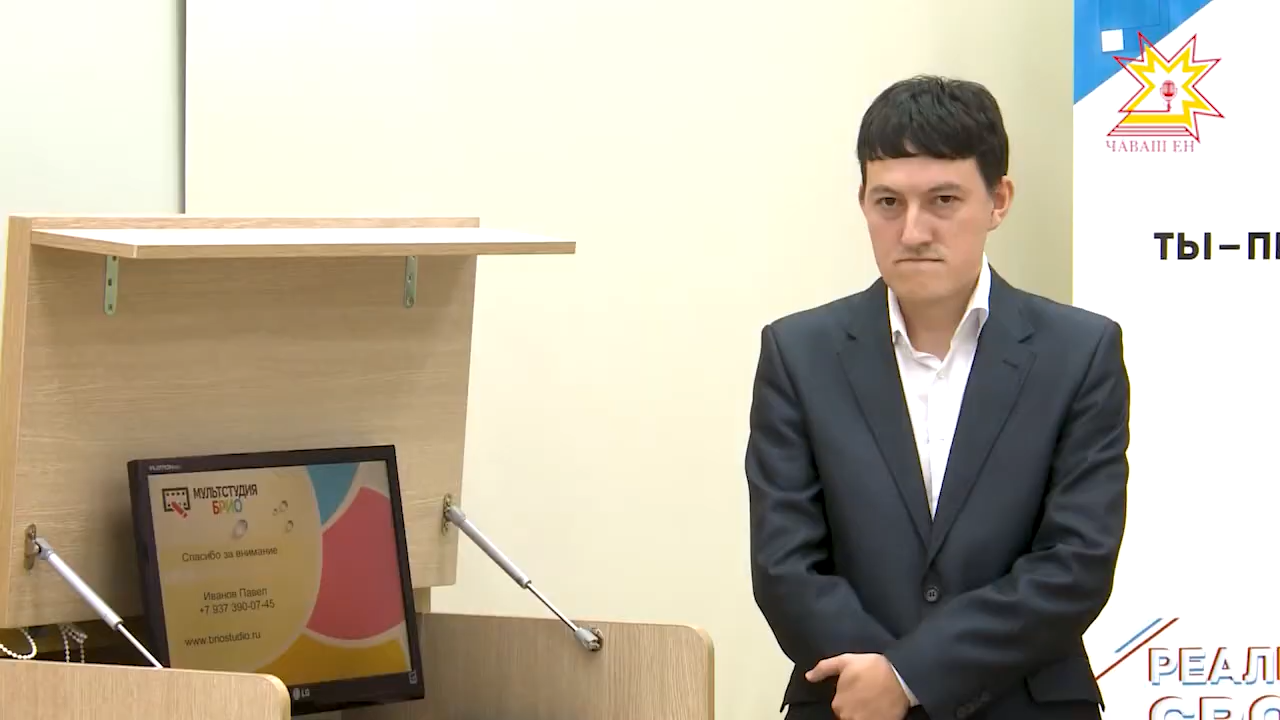 ЧАВАШ ЕН
ТЫ–П
МУЛЬТСТУДИЯ
БРИО
Спасибо за внимание
Иванов Павел
+7 937 390-07-45
www.briostudio.ru
LG
РЕАЛ